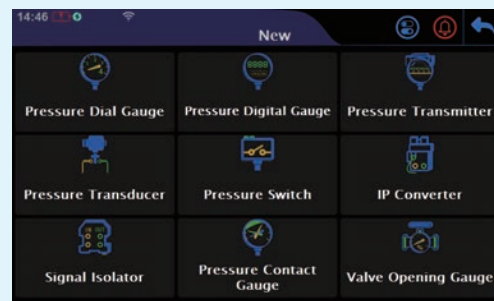 14:46
New
Pressure Dial Gauge
Pressure Digital Gauge
Pressure Transmitter
Pressure Transducer
Pressure Switch
IP Converter
Signal Isolator
Pressure Contact
Gauge
Valve Opening Gauge